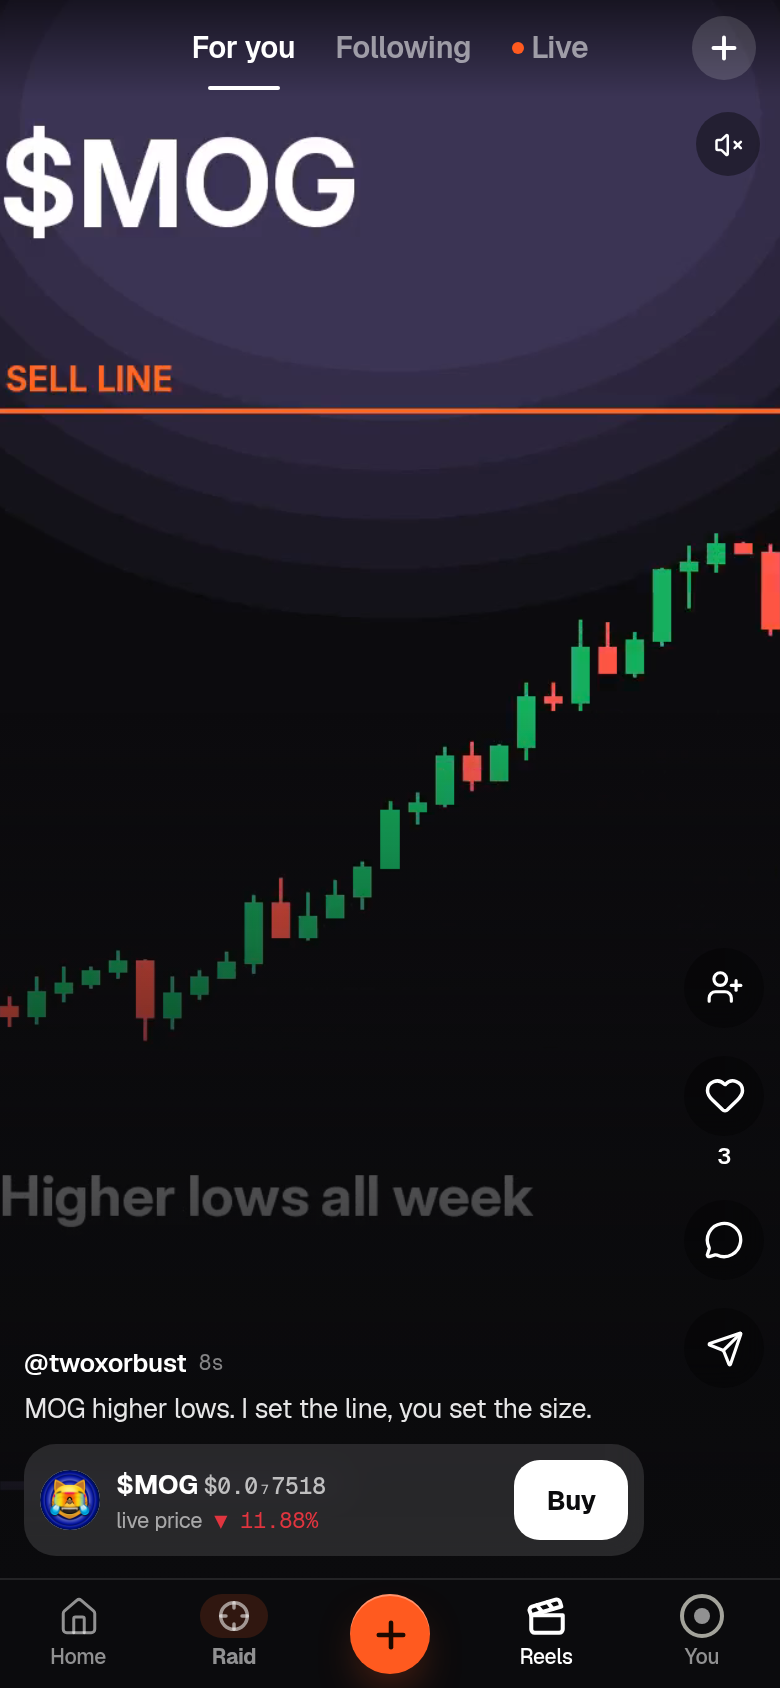 For you Following Live
$MOG
SELL LINE
3
Higher lows all week
@twoxorbust 8s
MOG higher lows. I set the line, you set the size.
$MOG $0.0₇7518
Buy
live price ▼ 11.88%
Home Raid Reels You